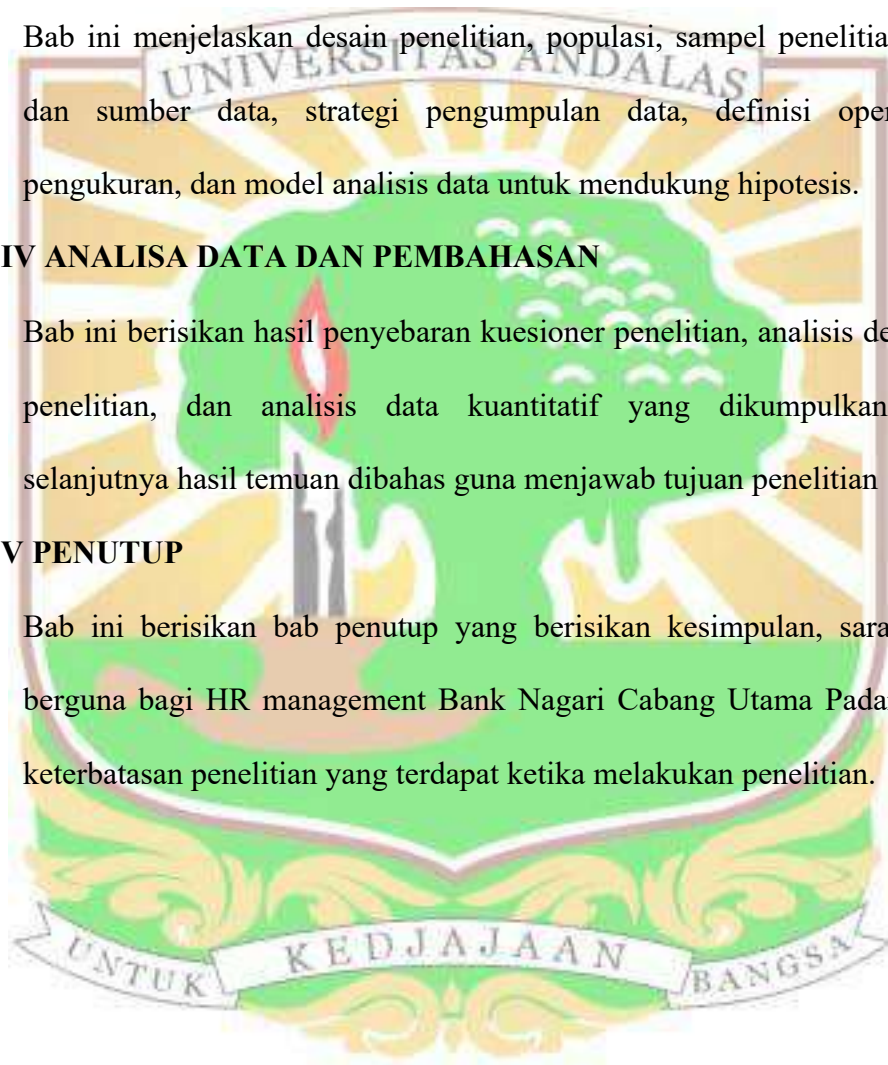 Bab ini menjelaskan desain penelitian, populasi, sampel penelitia
UNIVERSITAS ANDALAS
dan sumber data, strategi pengumpulan data, definisi oper
pengukuran, dan model analisis data untuk mendukung hipotesis.
IV ANALISA DATA DAN PEMBAHASAN
Bab ini berisikan hasil penyebaran kuesioner penelitian, analisis de
penelitian, dan analisis data kuantitatif yang dikumpulkan
selanjutnya hasil temuan dibahas guna menjawab tujuan penelitian
V PENUTUP
Bab ini berisikan bab penutup yang berisikan kesimpulan, sara
berguna bagi HR management Bank Nagari Cabang Utama Pada
keterbatasan penelitian yang terdapat ketika melakukan penelitian.
UNTUK KEDJAJAAN BANGSA